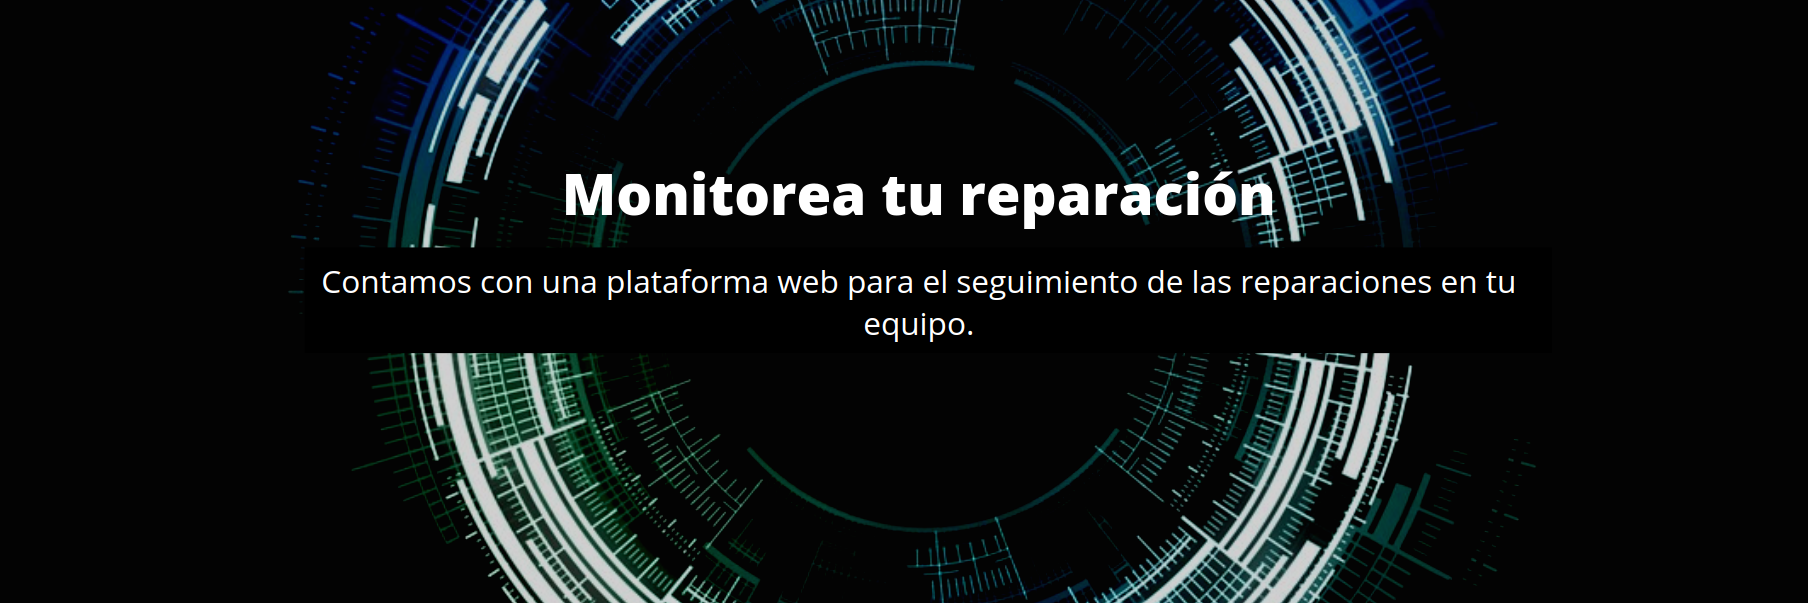 Monitorea tu reparación
Contamos con una plataforma web para el seguimiento de las reparaciones en tu
equipo.